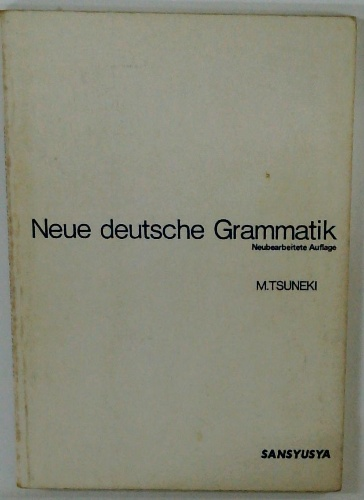 Neue deutsche Grammatik
Neubearbeitete Auflage
M.TSUNEKI
SANSYUSYA